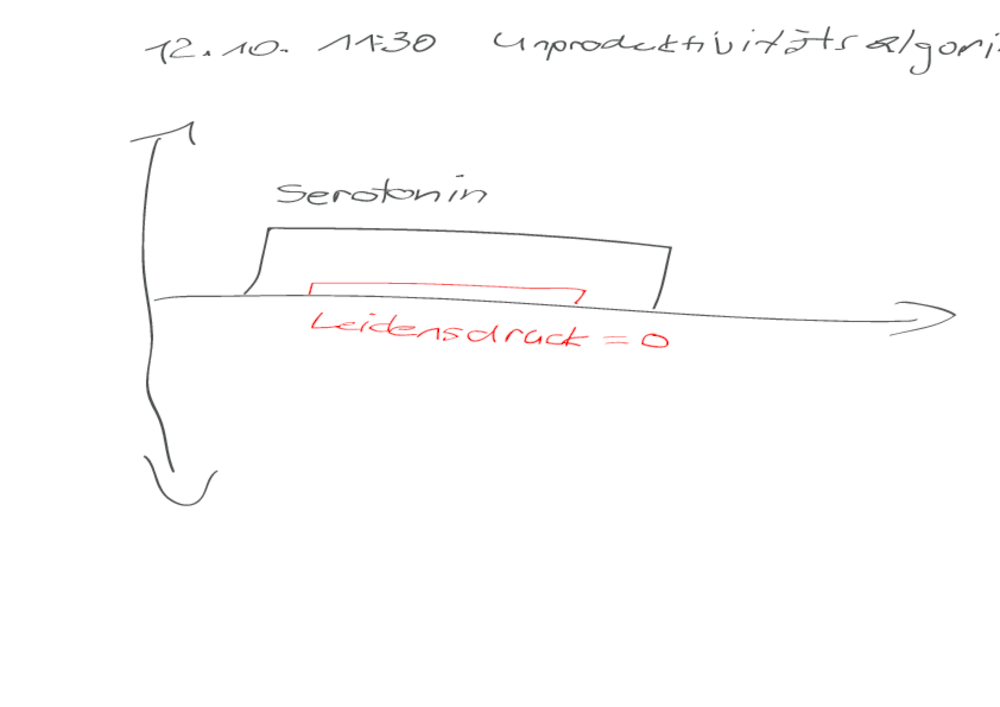 12.10. 11:30 Unproduktivitätsalgori
Serotonin
Leidensdruck = 0